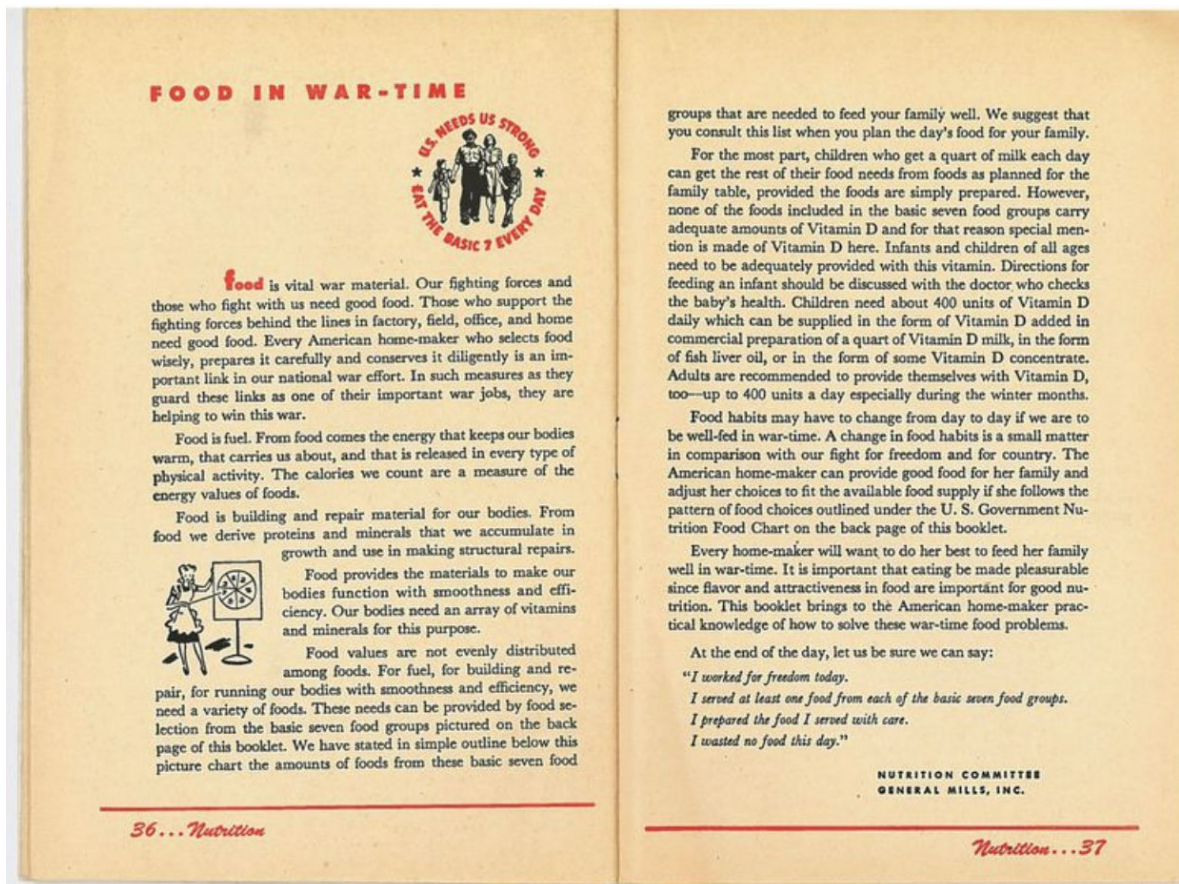 FOOD IN WAR-TIME
U.S. NEEDS US STRONG
EAT THE BASIC 7 EVERY DAY
food is vital war material. Our fighting forces and
those who fight with us need good food. Those who support the
fighting forces behind the lines in factory, field, office, and home
need good food. Every American home-maker who selects food
wisely, prepares it carefully and conserves it diligently is an im-
portant link in our national war effort. In such measures as they
guard these links as one of their important war jobs, they are
helping to win this war.
Food is fuel. From food comes the energy that keeps our bodies
warm, that carries us about, and that is released in every type of
physical activity. The calories we count are a measure of the
energy values of foods.
Food is building and repair material for our bodies. From
food we derive proteins and minerals that we accumulate in
growth and use in making structural repairs.
Food provides the materials to make our
bodies function with smoothness and effi-
ciency. Our bodies need an array of vitamins
and minerals for this purpose.
Food values are not evenly distributed
among foods. For fuel, for building and re-
pair, for running our bodies with smoothness and efficiency, we
need a variety of foods. These needs can be provided by food se-
lection from the basic seven food groups pictured on the back
page of this booklet. We have stated in simple outline below this
picture chart the amounts of foods from these basic seven food
36...Nutrition
groups that are needed to feed your family well. We suggest that
you consult this list when you plan the day's food for your family.
For the most part, children who get a quart of milk each day
can get the rest of their food needs from foods as planned for the
family table, provided the foods are simply prepared. However,
none of the foods included in the basic seven food groups carry
adequate amounts of Vitamin D and for that reason special men-
tion is made of Vitamin D here. Infants and children of all ages
need to be adequately provided with this vitamin. Directions for
feeding an infant should be discussed with the doctor who checks
the baby's health. Children need about 400 units of Vitamin D
daily which can be supplied in the form of Vitamin D added in
commercial preparation of a quart of Vitamin D milk, in the form
of fish liver oil, or in the form of some Vitamin D concentrate.
Adults are recommended to provide themselves with Vitamin D,
too—up to 400 units a day especially during the winter months.
Food habits may have to change from day to day if we are to
be well-fed in war-time. A change in food habits is a small matter
in comparison with our fight for freedom and for country. The
American home-maker can provide good food for her family and
adjust her choices to fit the available food supply if she follows the
pattern of food choices outlined under the U. S. Government Nu-
trition Food Chart on the back page of this booklet.
Every home-maker will want to do her best to feed her family
well in war-time. It is important that eating be made pleasurable
since flavor and attractiveness in food are important for good nu-
trition. This booklet brings to the American home-maker prac-
tical knowledge of how to solve these war-time food problems.
At the end of the day, let us be sure we can say:
"I worked for freedom today.
I served at least one food from each of the basic seven food groups.
I prepared the food I served with care.
I wasted no food this day."
NUTRITION COMMITTEE
GENERAL MILLS, INC.
Nutrition...37